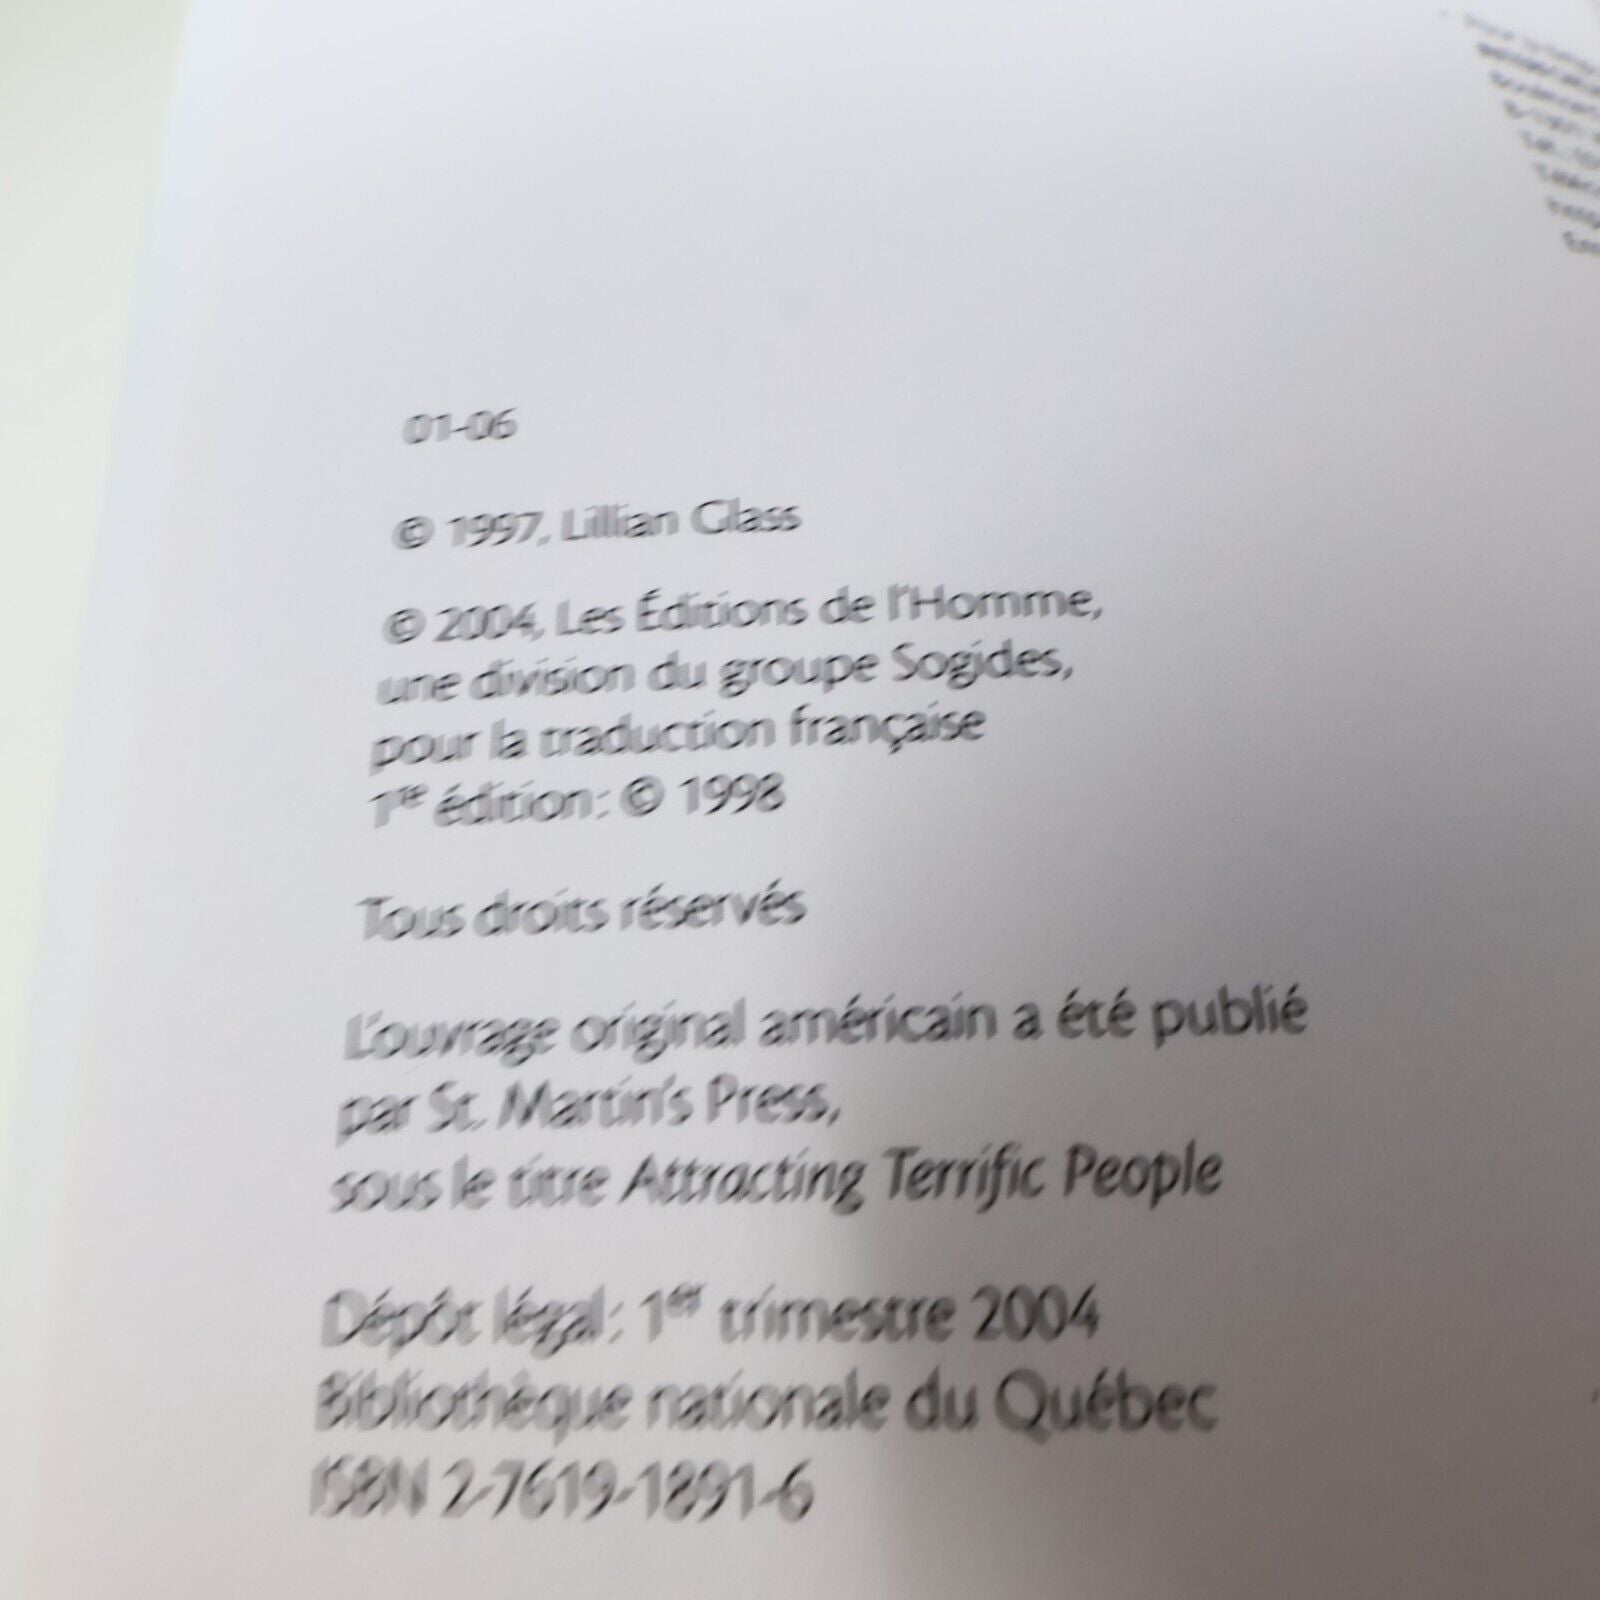 01-06
© 1997, Lillian Glass
© 2004, Les Éditions de l'Homme,
une division du groupe Sogides,
pour la traduction française
1re édition : © 1998
Tous droits réservés
L'ouvrage original américain a été publié
par St. Martin's Press,
sous le titre Attracting Terrific People
Dépôt légal : 1er trimestre 2004
Bibliothèque nationale du Québec
ISBN 2-7619-1891-6